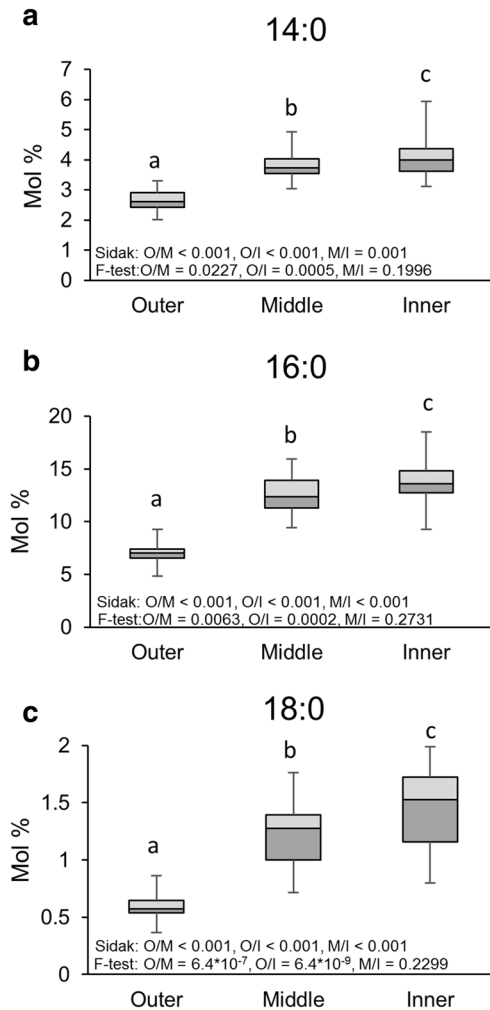 a
14:0
7
6
5
4
3
2
1
0
Mol %
a
b
c
Sidak: O/M < 0.001, O/I < 0.001, M/I = 0.001
F-test:O/M = 0.0227, O/I = 0.0005, M/I = 0.1996
Outer Middle Inner
b
16:0
20
15
10
5
0
Mol %
a
b
c
Sidak: O/M < 0.001, O/I < 0.001, M/I < 0.001
F-test:O/M = 0.0063, O/I = 0.0002, M/I = 0.2731
Outer Middle Inner
c
18:0
2
1.5
1
0.5
0
Mol %
a
b
c
Sidak: O/M < 0.001, O/I < 0.001, M/I < 0.001
F-test: O/M = 6.4*10-7, O/I = 6.4*10-9, M/I = 0.2299
Outer Middle Inner